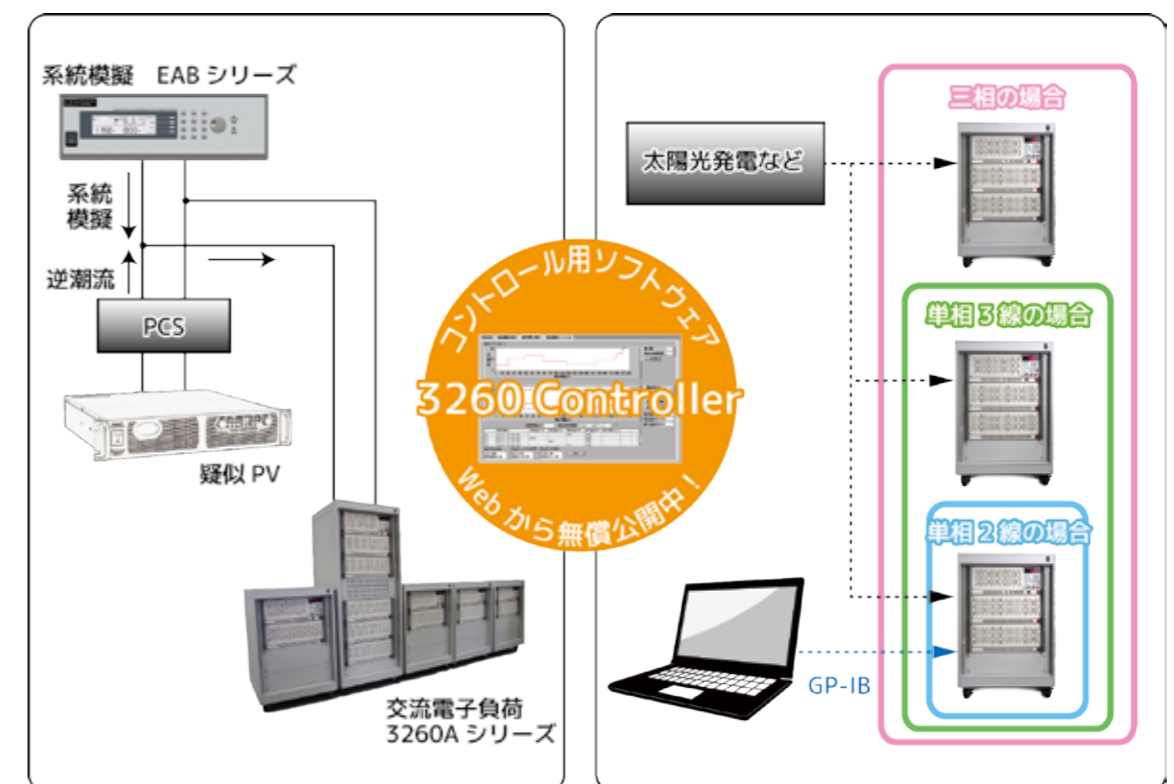 系統模擬 EAB シリーズ
系統
模擬
逆潮流
PCS
疑似 PV
交流電子負荷
3260A シリーズ
コントロール用ソフトウェア
3260 Controller
Webから無償公開中！
太陽光発電など
三相の場合
単相 3 線の場合
単相 2 線の場合
GP-IB